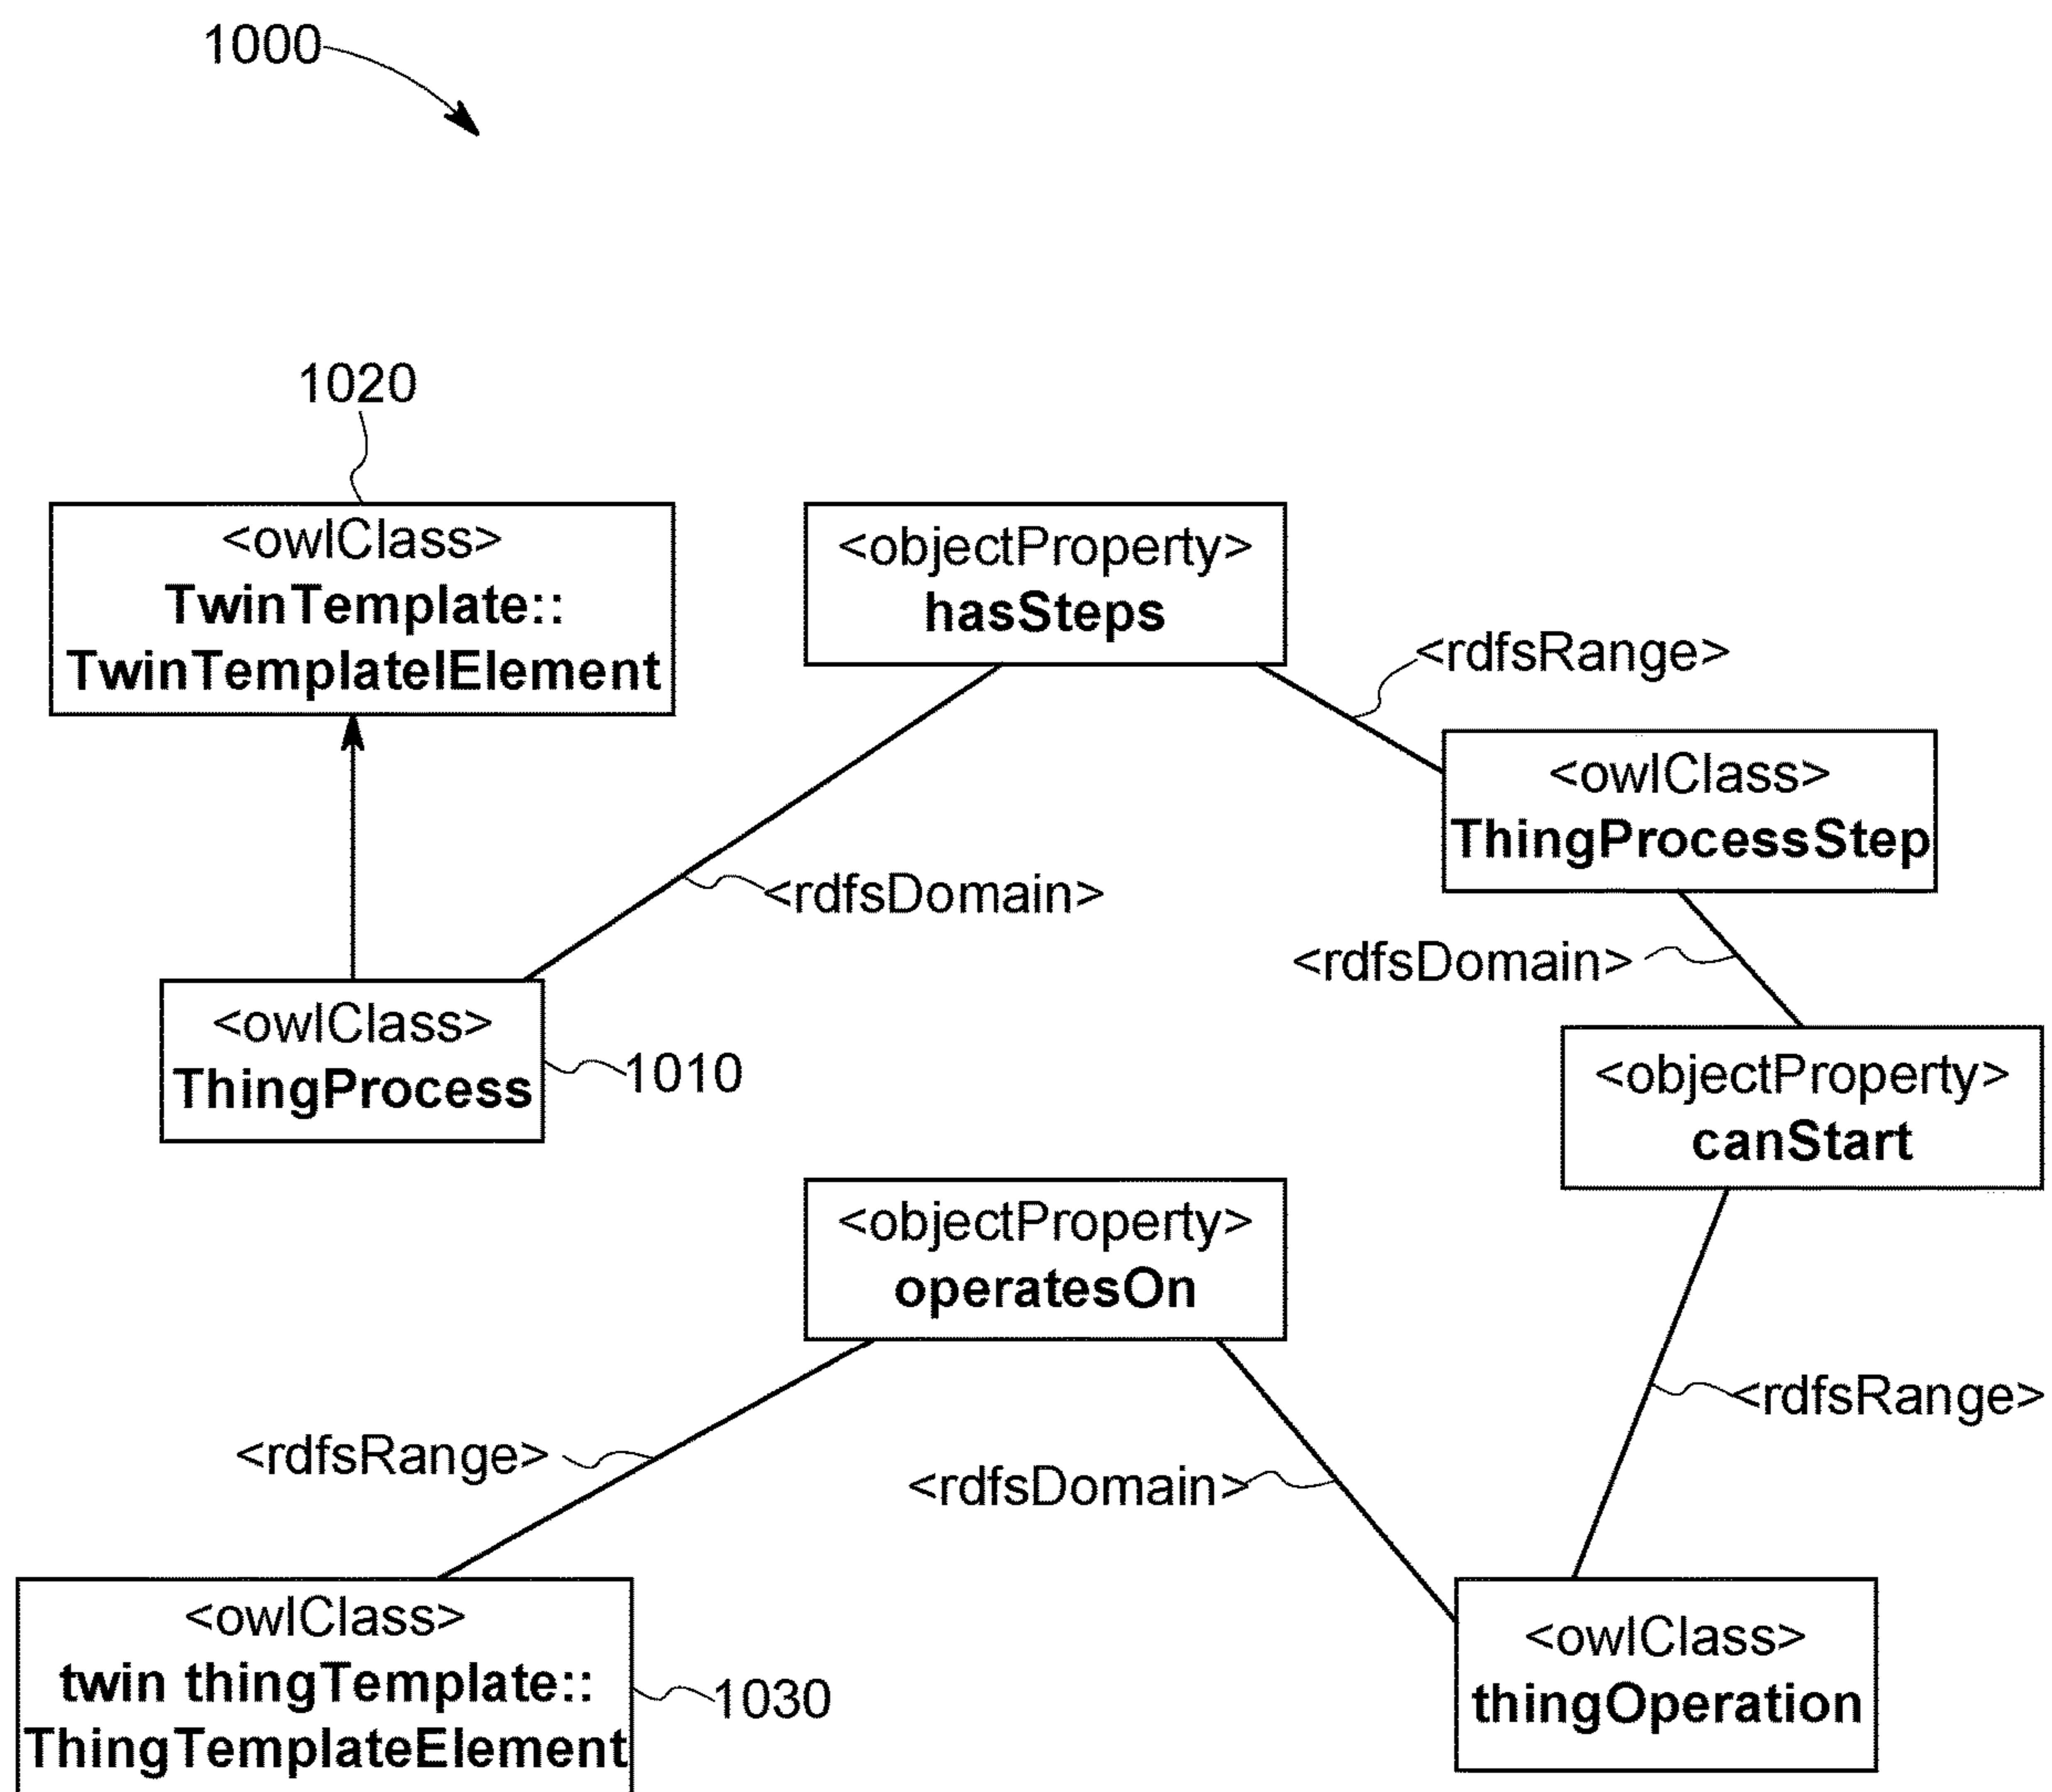 1000
1020
<owlClass>
TwinTemplate::
TwinTemplatelElement
<objectProperty>
hasSteps
<rdfsRange>
<owlClass>
ThingProcessStep
<rdfsDomain>
<rdfsDomain>
<owlClass>
ThingProcess
1010
<objectProperty>
canStart
<objectProperty>
operatesOn
<rdfsRange>
<rdfsRange>
<rdfsDomain>
<owlClass>
twin thingTemplate::
ThingTemplateElement
1030
<owlClass>
thingOperation